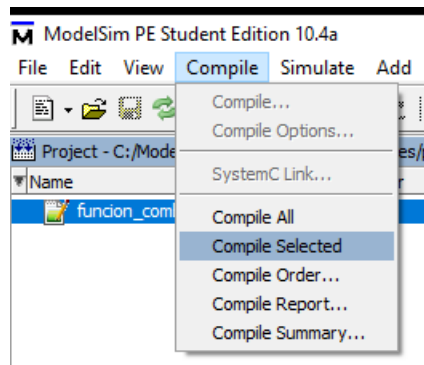 ModelSim PE Student Edition 10.4a
File Edit View Compile Simulate Add
Compile...
Compile Options...
Project - C:/Mode
es/
Name
SystemC Link...
funcion_com
Compile All
Compile Selected
Compile Order...
Compile Report...
Compile Summary...